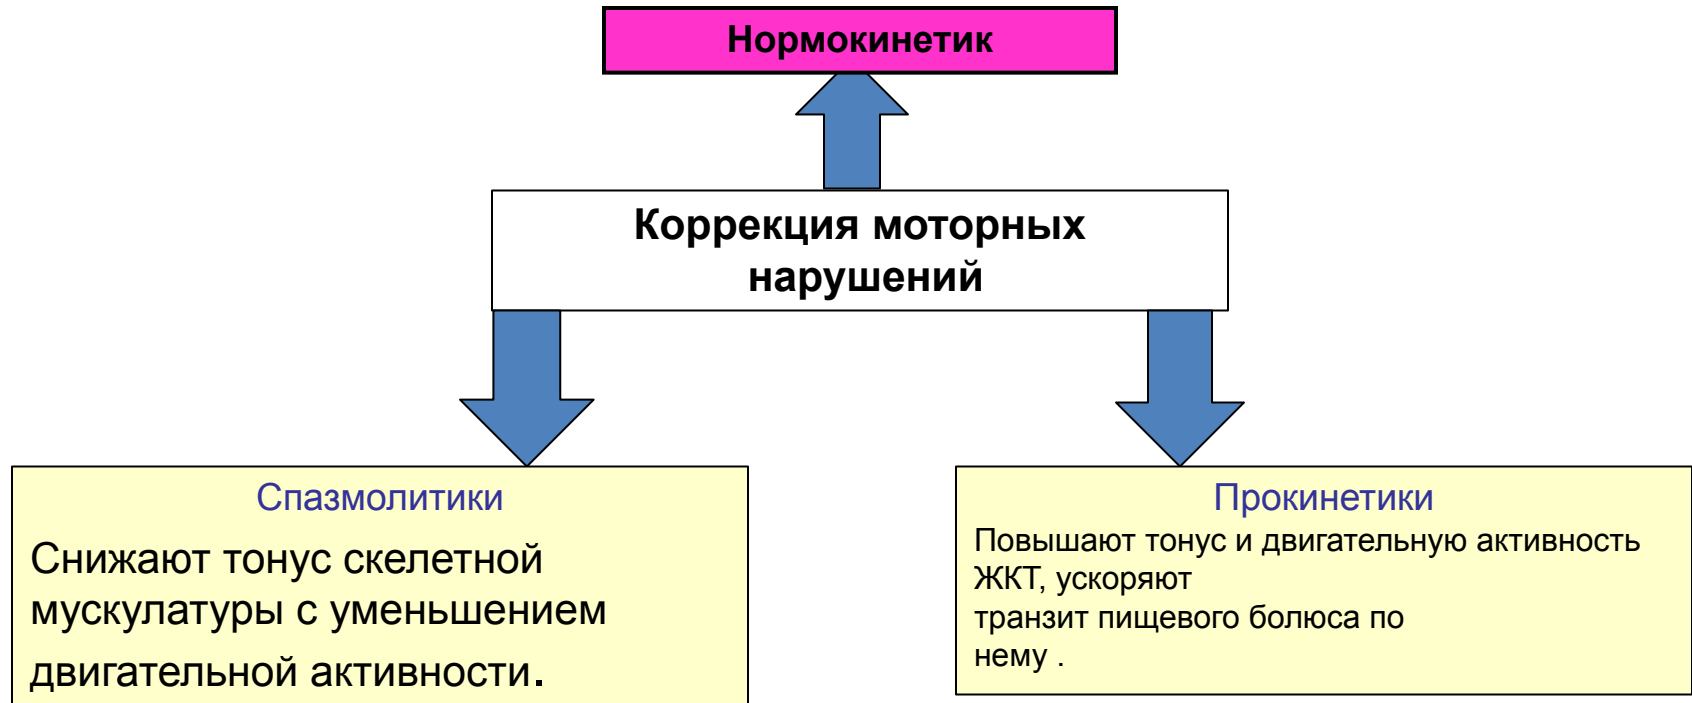 Нормокинетик
Коррекция моторных
нарушений
Спазмолитики
Снижают тонус скелетной
мускулатуры с уменьшением
двигательной активности.
Прокинетики
Повышают тонус и двигательную активность
ЖКТ, ускоряют
транзит пищевого болюса по
нему .